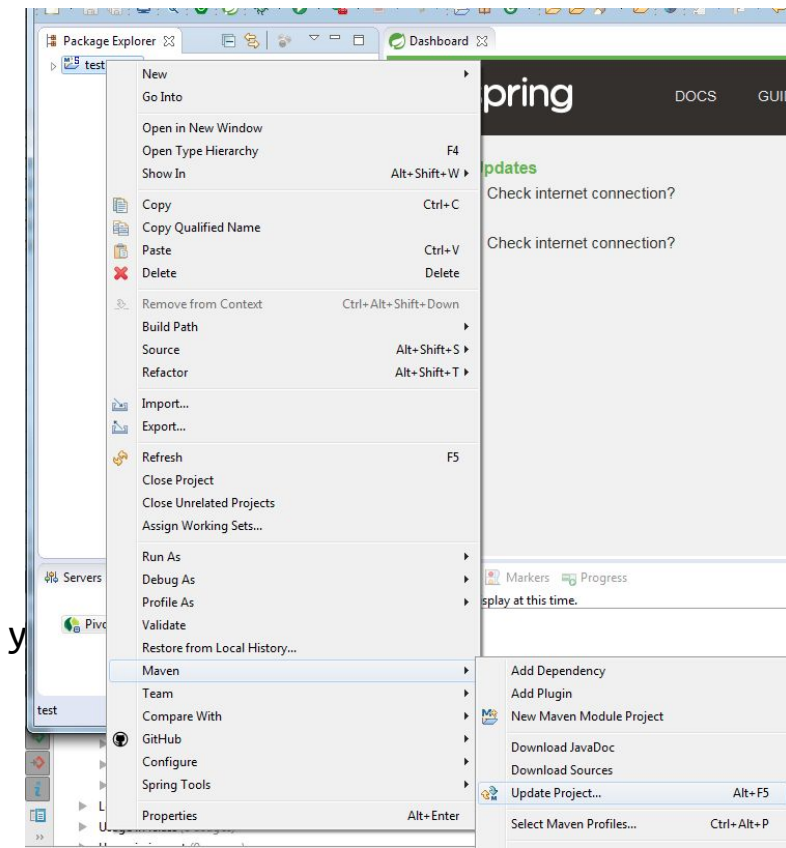 Package Explorer
Dashboard
test
New
Go Into
Open in New Window
Open Type Hierarchy F4
Show In Alt+Shift+W
Copy Ctrl+C
Copy Qualified Name
Paste Ctrl+V
Delete Delete
Remove from Context Ctrl+Alt+Shift+Down
Build Path
Source Alt+Shift+S
Refactor Alt+Shift+T
Import...
Export...
Refresh F5
Close Project
Close Unrelated Projects
Assign Working Sets...
Run As
Debug As
Profile As
Validate
Restore from Local History...
Maven
Team
Compare With
GitHub
Configure
Spring Tools
Properties Alt+Enter
pring DOCS GUI
pdates
Check internet connection?
Check internet connection?
Servers
Markers Progress
splay at this time.
Pivo
y
test
Add Dependency
Add Plugin
New Maven Module Project
Download JavaDoc
Download Sources
Update Project... Alt+F5
Select Maven Profiles... Ctrl+Alt+P
L